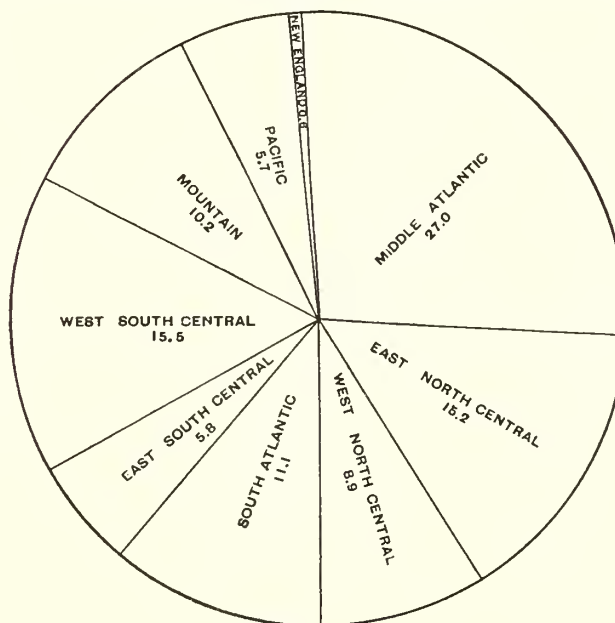 NEW ENGLAND 0.6
PACIFIC
5.7
MIDDLE ATLANTIC
27.0
MOUNTAIN
10.2
WEST SOUTH CENTRAL
15.5
EAST NORTH CENTRAL
15.2
EAST SOUTH CENTRAL
5.8
SOUTH ATLANTIC
11.1
WEST NORTH CENTRAL
8.9